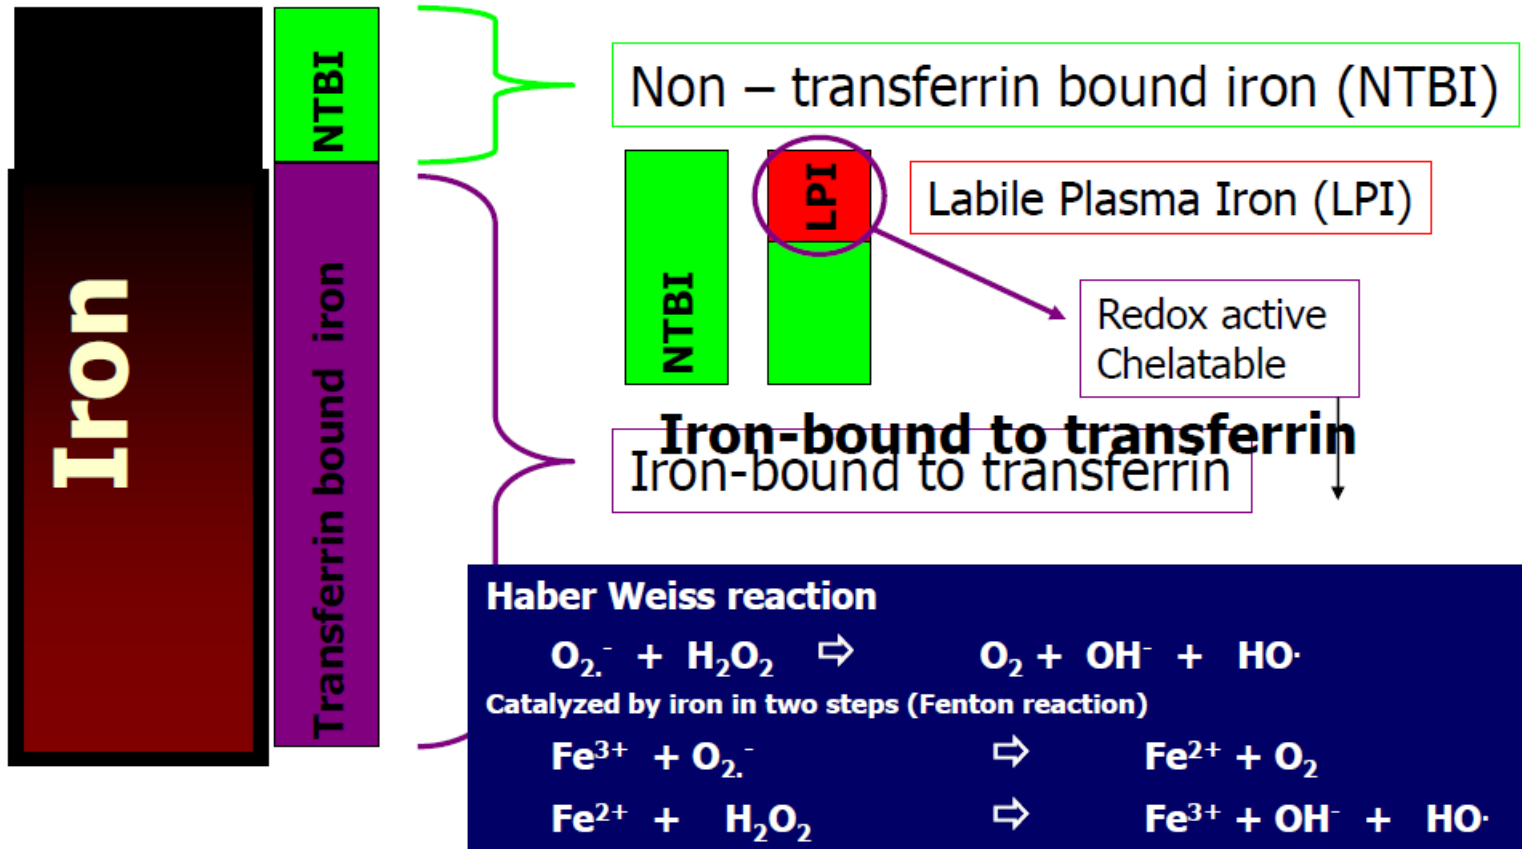 Iron
NTBI
Transferrin bound iron
Non – transferrin bound iron (NTBI)
NTBI
LPI
Labile Plasma Iron (LPI)
Redox active
Chelatable
Iron-bound to transferrin
Iron-bound to transferrin
Haber Weiss reaction
O₂.⁻ + H₂O₂ ⇨ O₂ + OH⁻ + HO·
Catalyzed by iron in two steps (Fenton reaction)
Fe³⁺ + O₂.⁻ ⇨ Fe²⁺ + O₂
Fe²⁺ + H₂O₂ ⇨ Fe³⁺ + OH⁻ + HO·